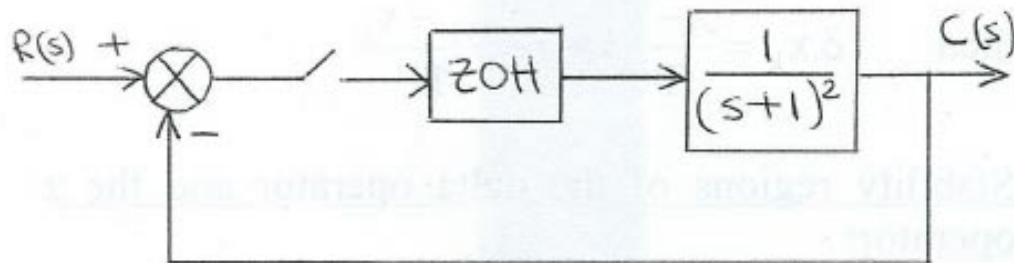 R(s) +
-
ZOH
1
(s+1)²
C(s)
Stability regions of the delta operator and the z
operator